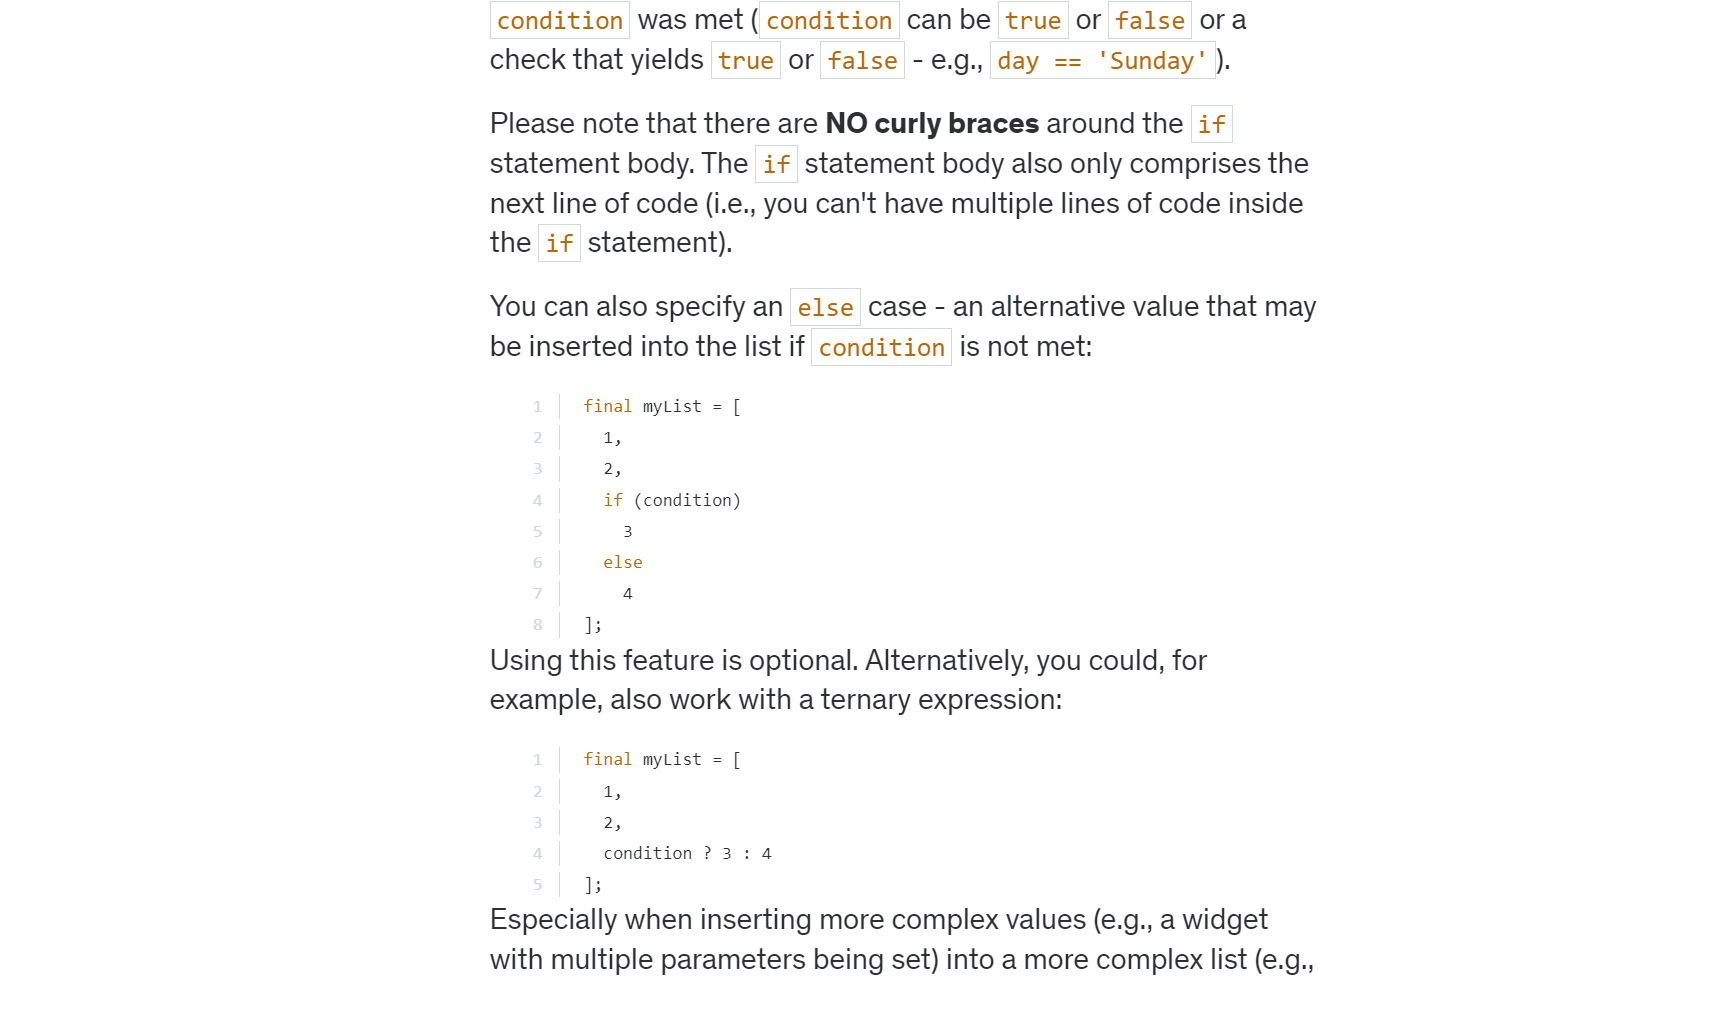 condition was met (condition can be true or false or a
check that yields true or false - e.g., day == 'Sunday').
Please note that there are NO curly braces around the if
statement body. The if statement body also only comprises the
next line of code (i.e., you can't have multiple lines of code inside
the if statement).
You can also specify an else case - an alternative value that may
be inserted into the list if condition is not met:
1 final myList = [
2 1,
3 2,
4 if (condition)
5 3
6 else
7 4
8 ];
Using this feature is optional. Alternatively, you could, for
example, also work with a ternary expression:
1 final myList = [
2 1,
3 2,
4 condition ? 3 : 4
5 ];
Especially when inserting more complex values (e.g., a widget
with multiple parameters being set) into a more complex list (e.g.,